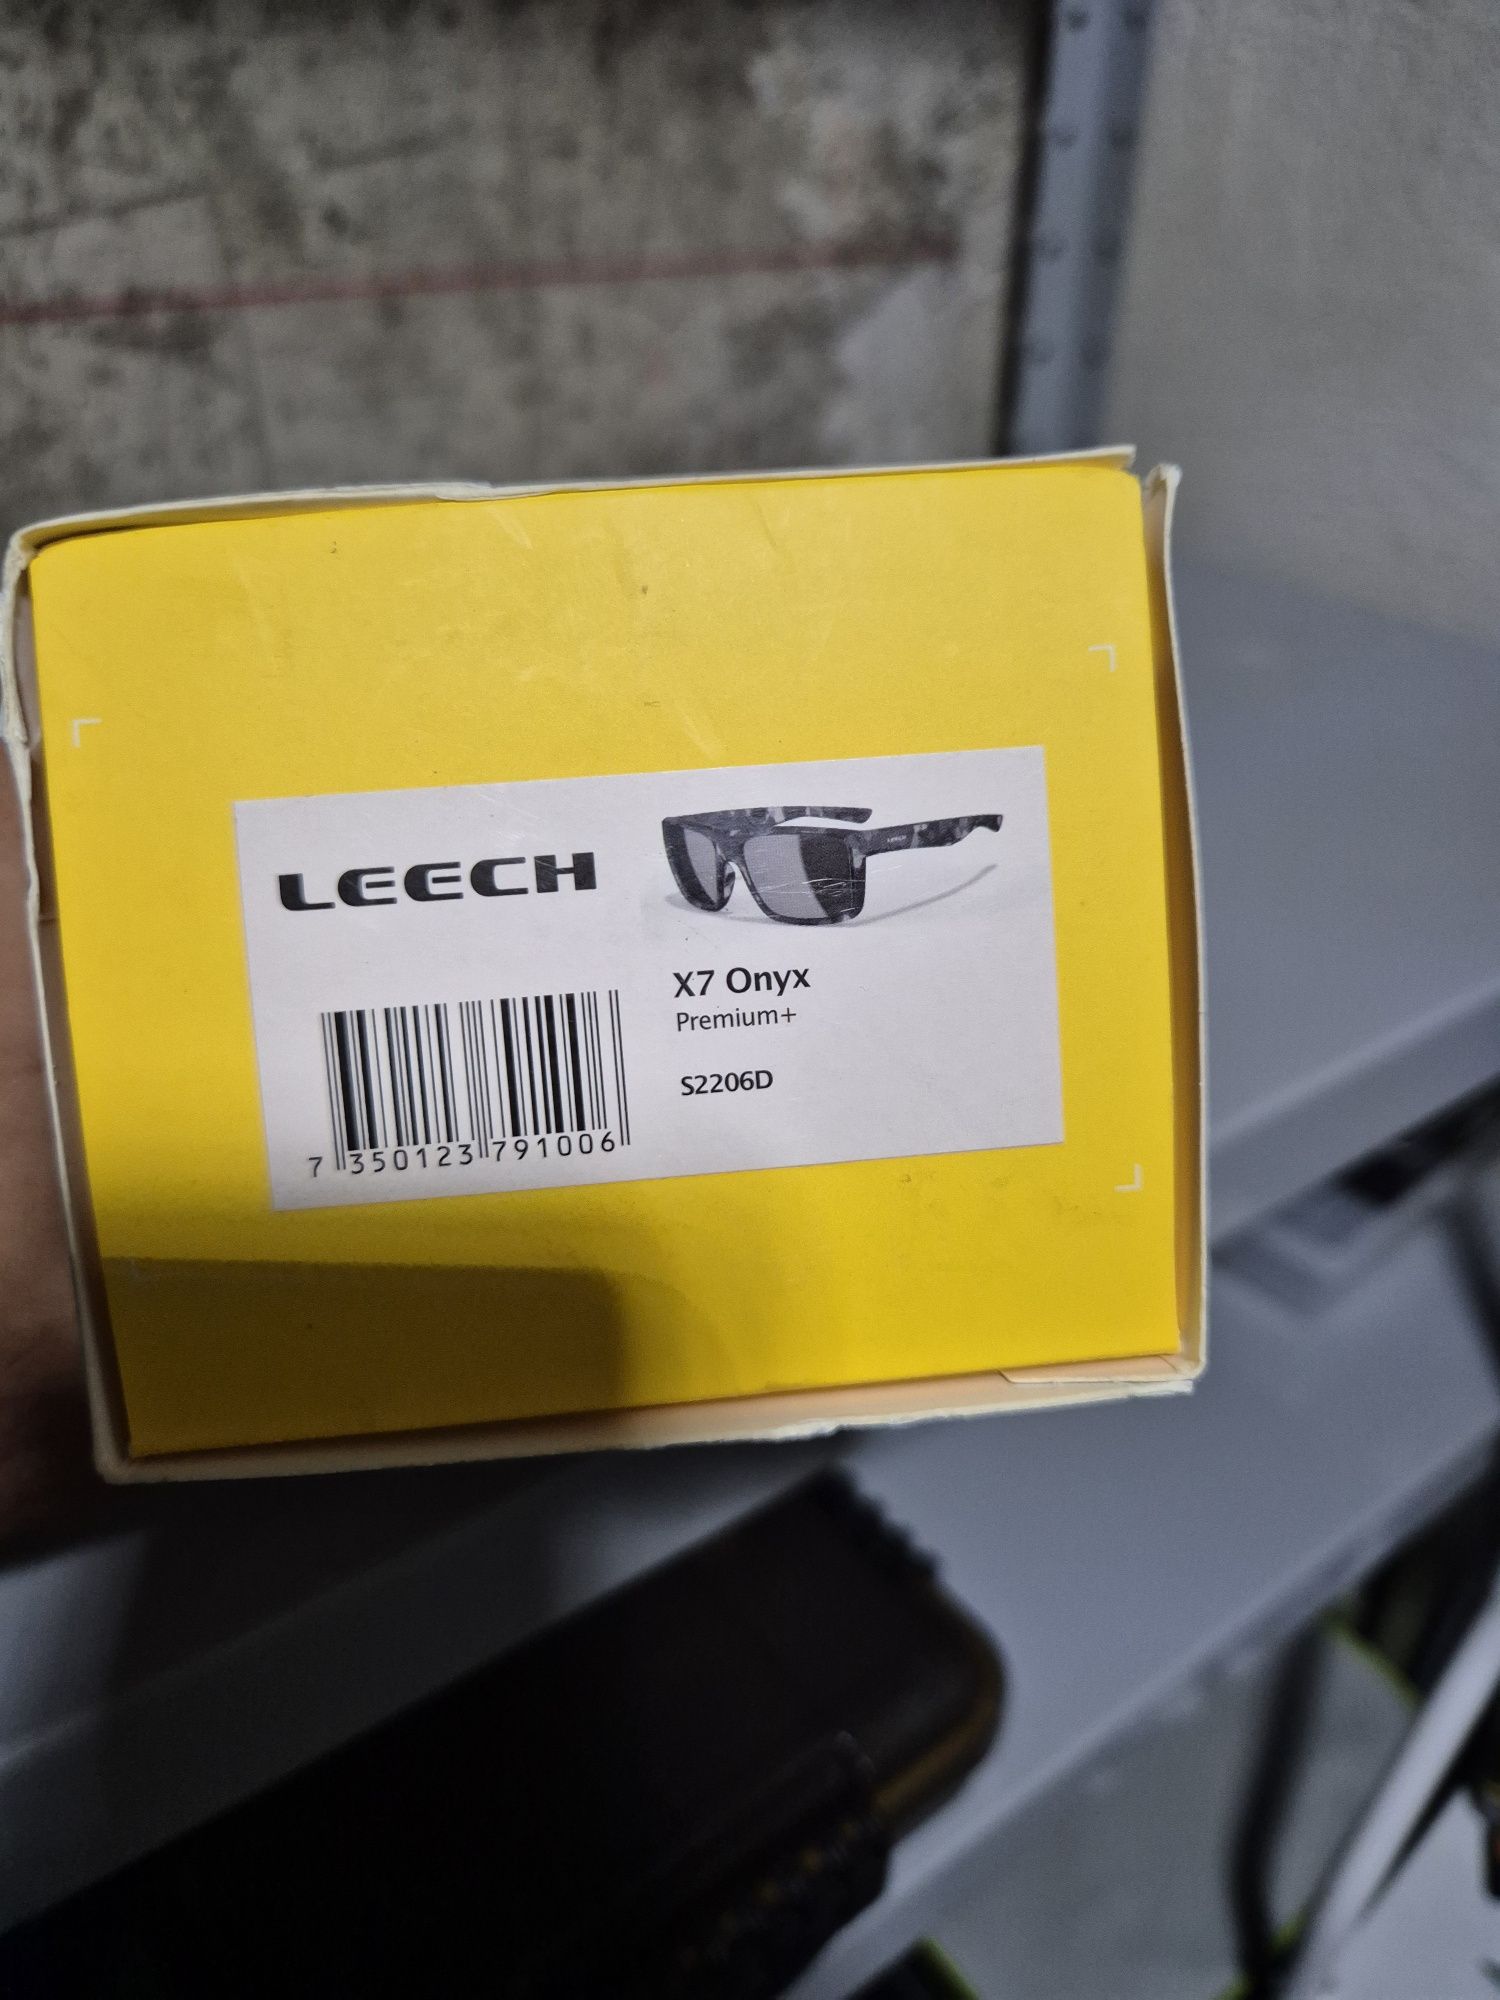 LEECH
X7 Onyx
Premium+
S2206D
7 350123 791006